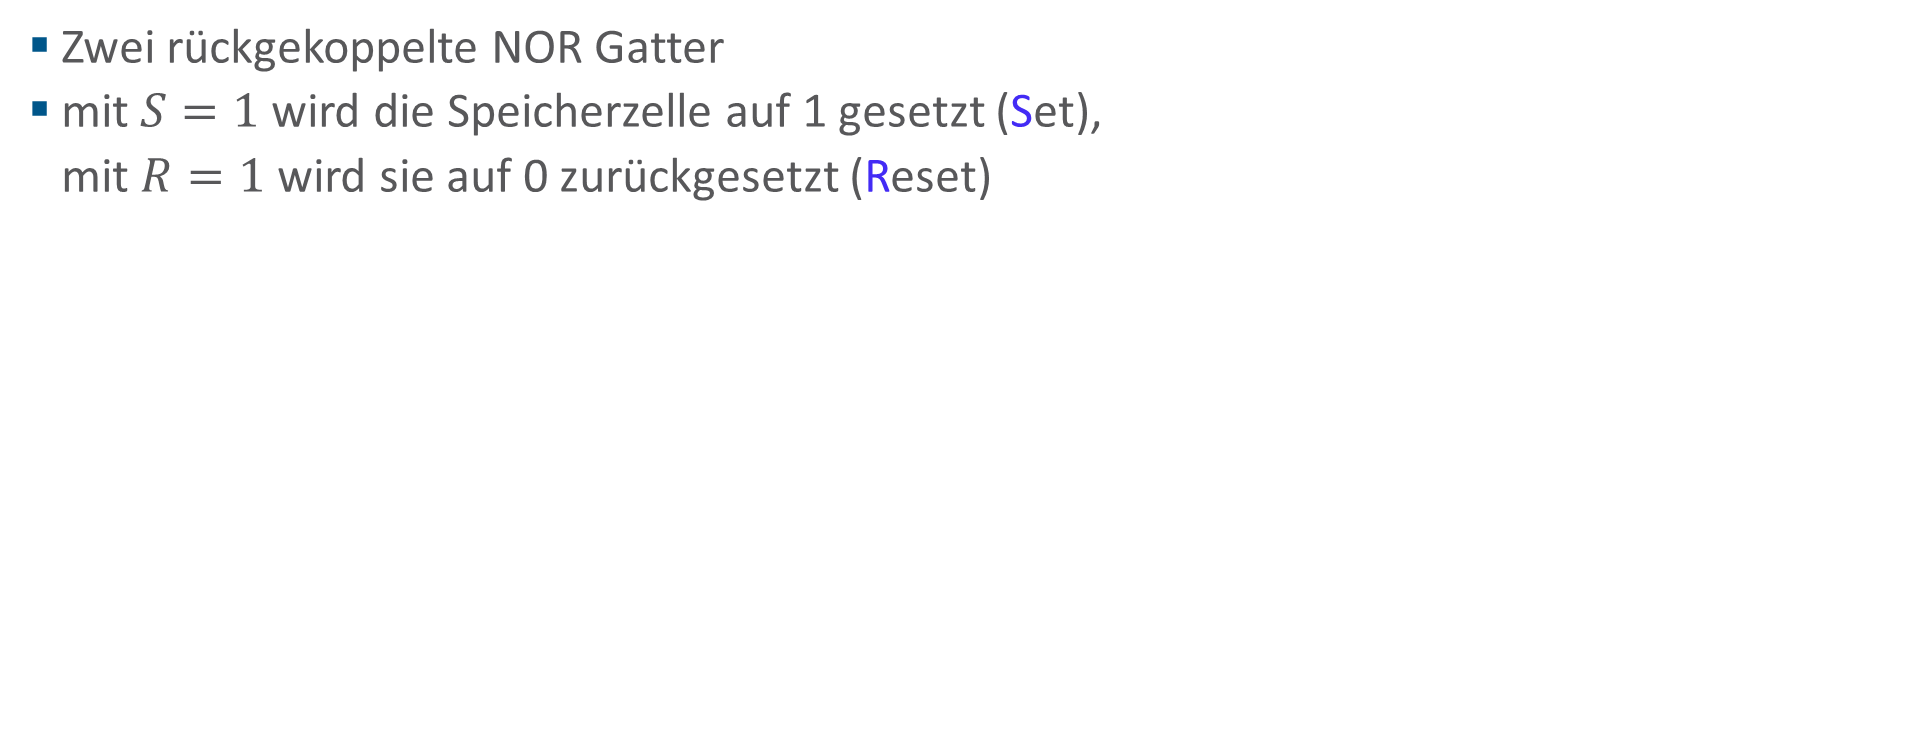 ▪ Zwei rückgekoppelte NOR Gatter
▪ mit S = 1 wird die Speicherzelle auf 1 gesetzt (Set),
mit R = 1 wird sie auf 0 zurückgesetzt (Reset)